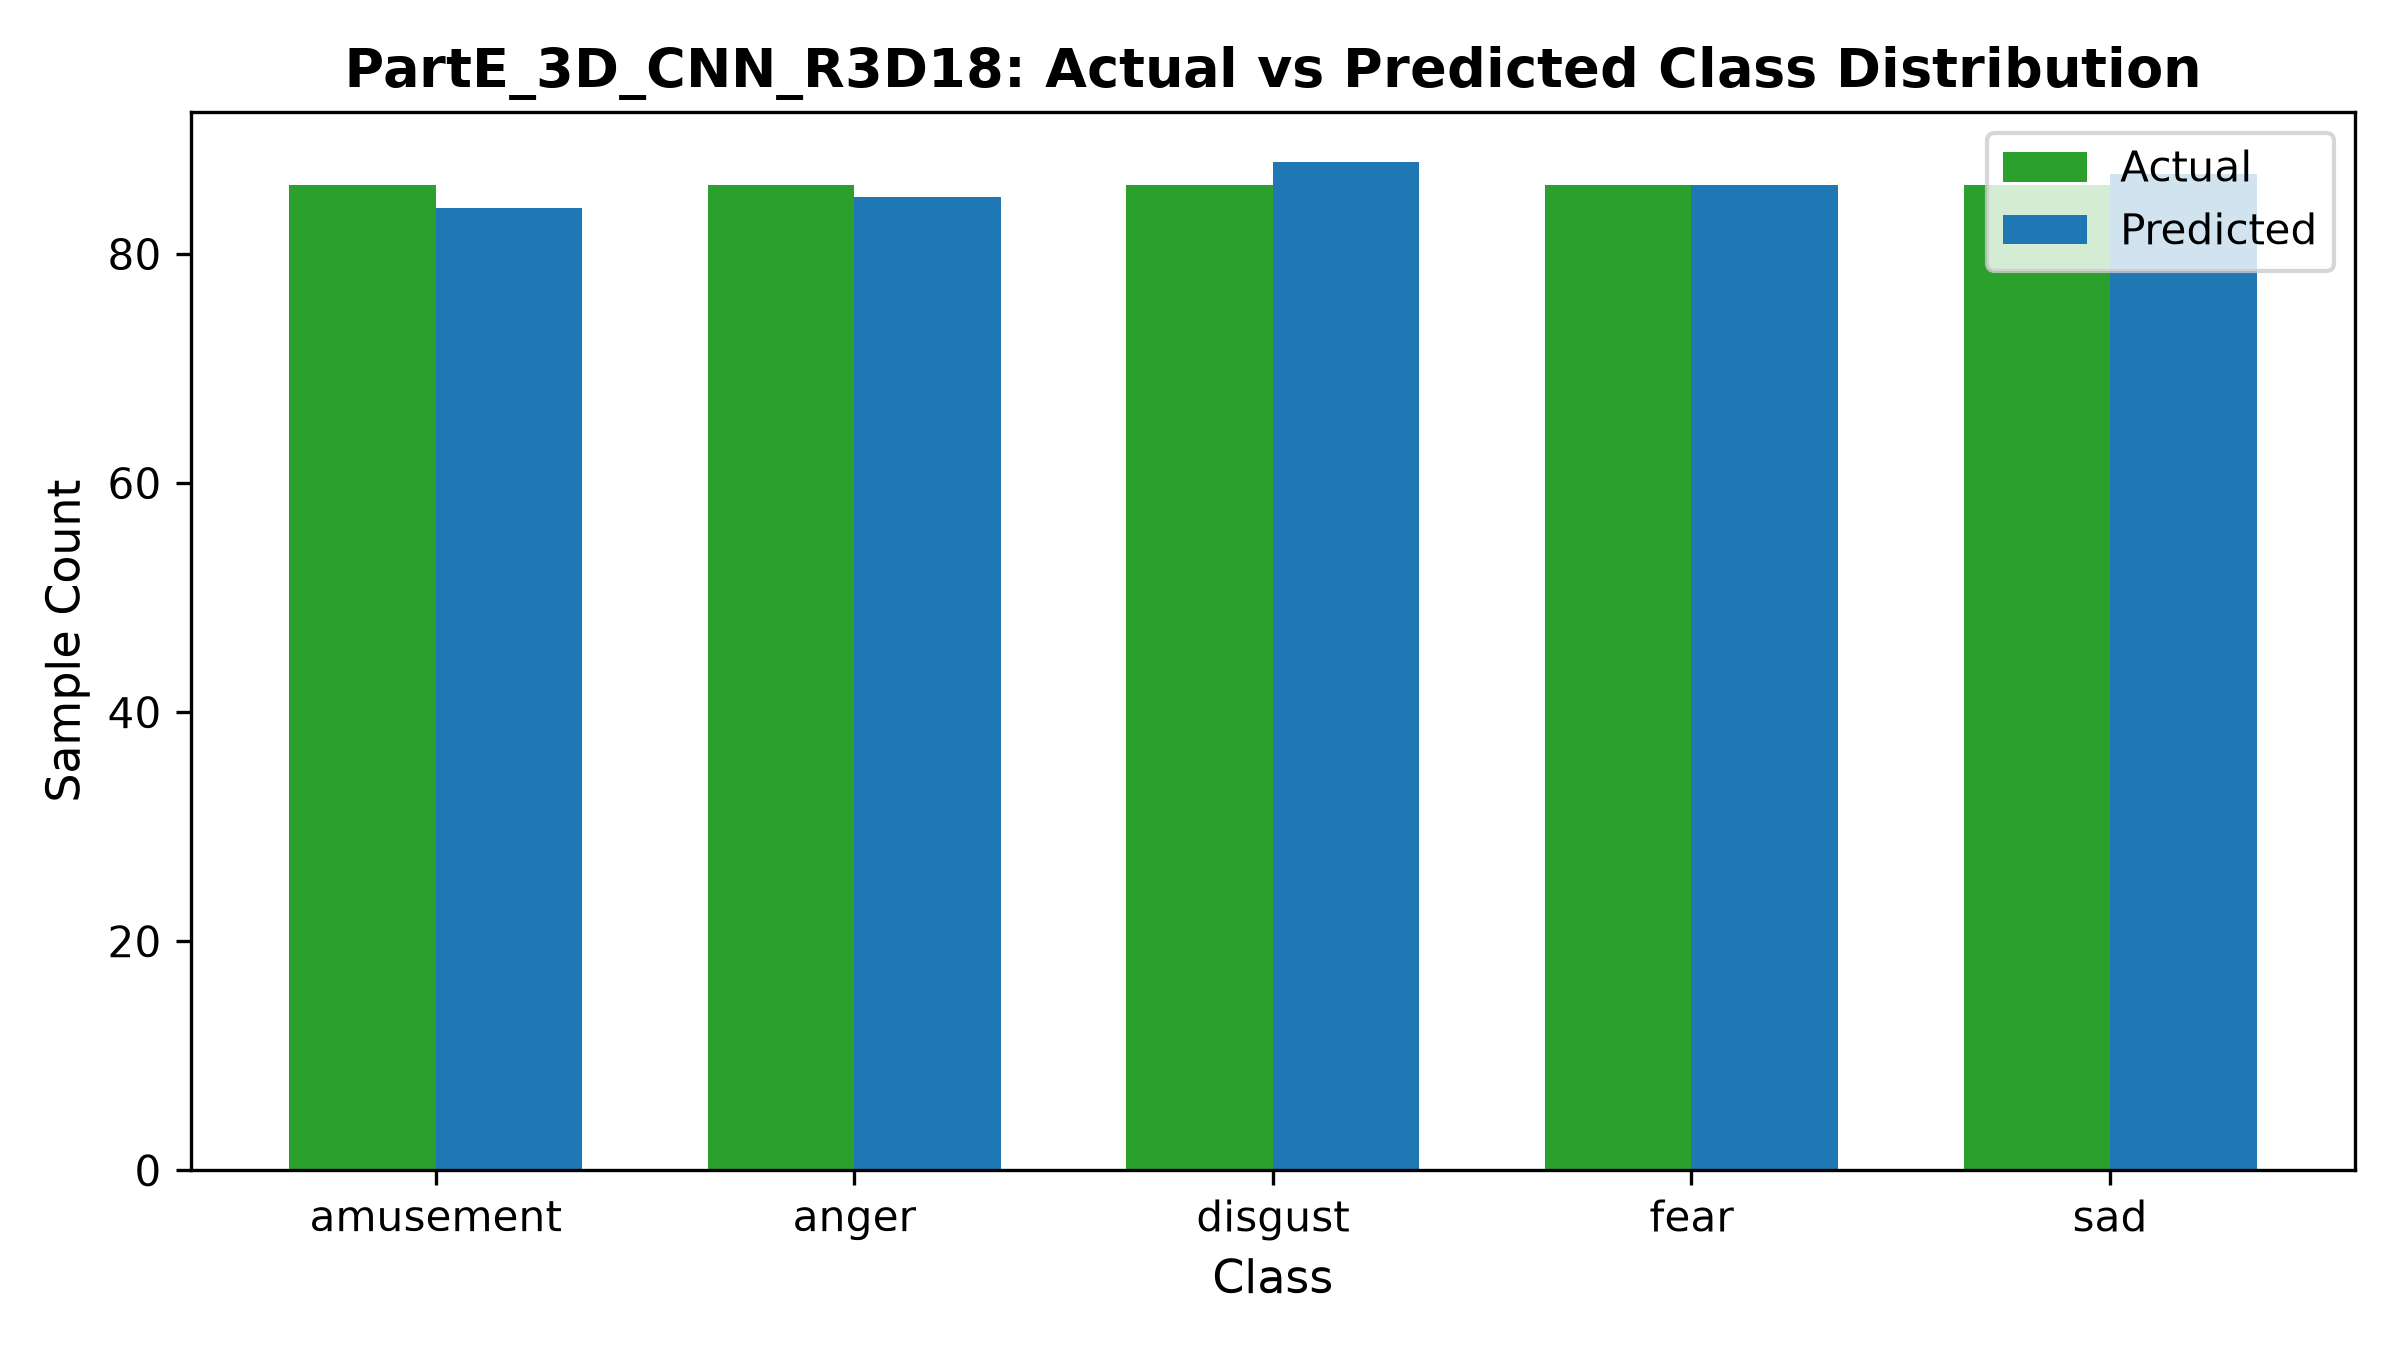 PartE_3D_CNN_R3D18: Actual vs Predicted Class Distribution
Actual
Predicted
80
60
40
20
0
Sample Count
amusement anger disgust fear sad
Class